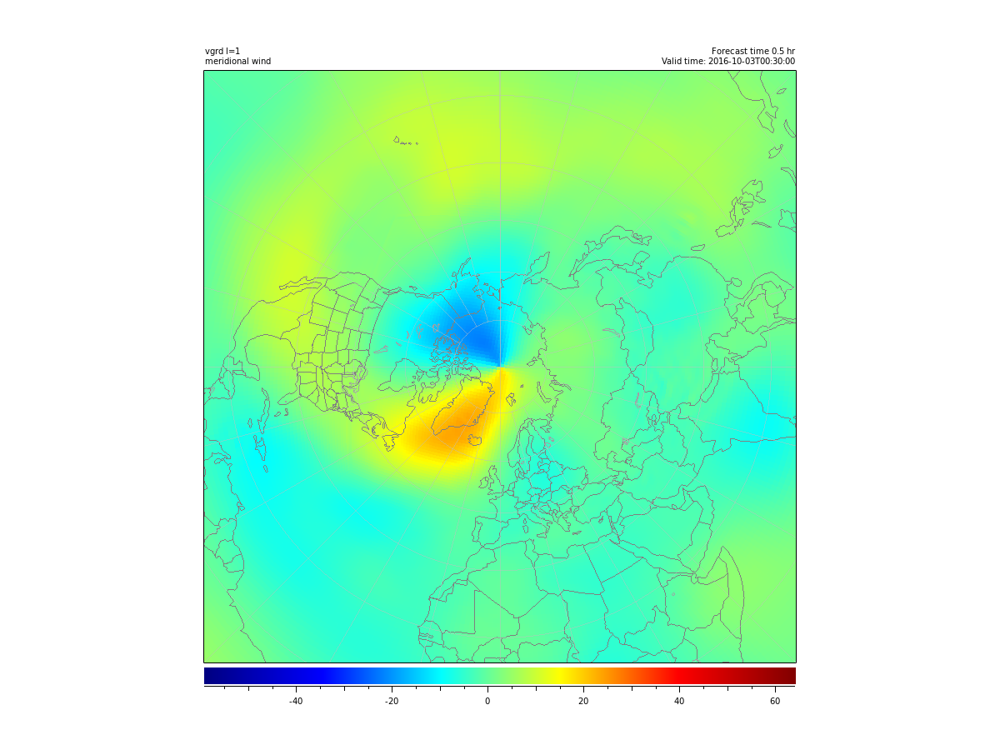 vgrd l=1
meridional wind
Forecast time 0.5 hr
Valid time: 2016-10-03T00:30:00
-40 -20 0 20 40 60